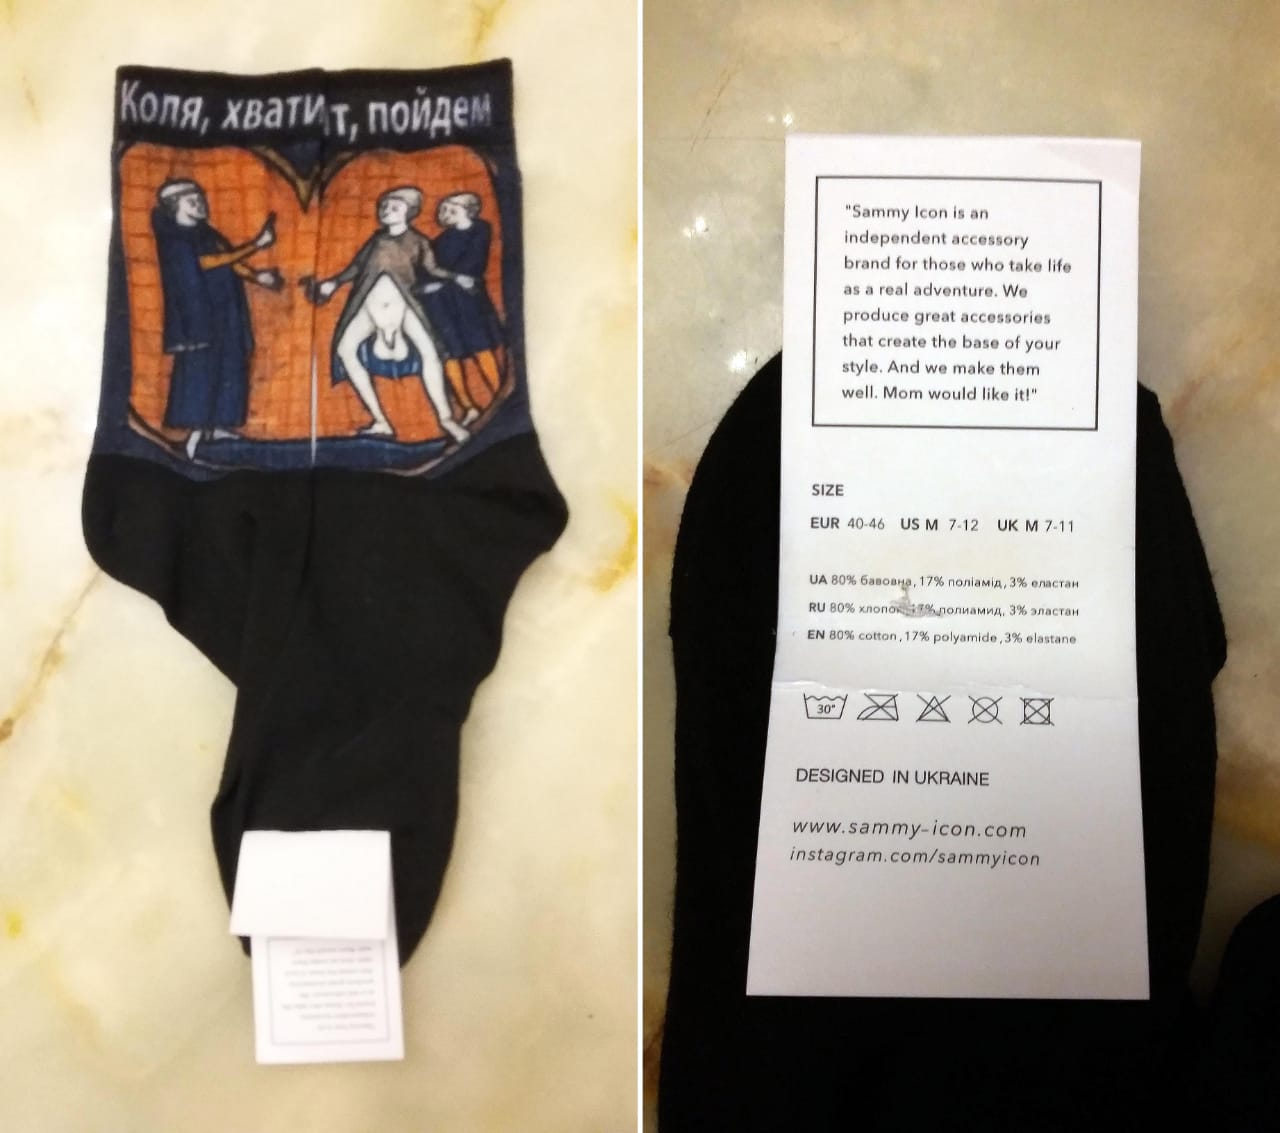 Коля, хватит, пойдем
"Sammy Icon is an
independent accessory
brand for those who take life
as a real adventure. We
produce great accessories
that create the base of your
style. And we make them
well. Mom would like it!"
SIZE
EUR 40-46 US M 7-12 UK M 7-11
UA 80% бавовна, 17% поліамід, 3% еластан
RU 80% хлопок, 17% полиамид, 3% эластан
EN 80% cotton, 17% polyamide, 3% elastane
30°
DESIGNED IN UKRAINE
www.sammy-icon.com
instagram.com/sammyicon